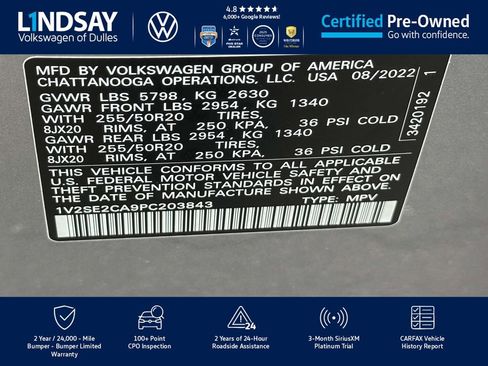 L1NDSAY
Volkswagen of Dulles
4.8 ★★★★★
6,000+ Google Reviews!
Certified Pre-Owned
Go with confidence.
MFD BY VOLKSWAGEN GROUP OF AMERICA
CHATTANOOGA OPERATIONS, LLC. USA 08/2022
GVWR LBS 5798, KG 2630
GAWR FRONT LBS 2954, KG 1340
WITH 255/50R20 TIRES,
8JX20 RIMS, AT 250 KPA, 36 PSI COLD
GAWR REAR LBS 2954, KG 1340
WITH 255/50R20 TIRES,
8JX20 RIMS, AT 250 KPA, 36 PSI COLD
THIS VEHICLE CONFORMS TO ALL APPLICABLE
U.S. FEDERAL MOTOR VEHICLE SAFETY AND
THEFT PREVENTION STANDARDS IN EFFECT ON
THE DATE OF MANUFACTURE SHOWN ABOVE.
1V2SE2CA9PC203843 TYPE: MPV
3420192 1
2 Year / 24,000 - Mile
Bumper - Bumper Limited
Warranty
100+ Point
CPO Inspection
24
2 Years of 24-Hour
Roadside Assistance
3-Month SiriusXM
Platinum Trial
CARFAX Vehicle
History Report